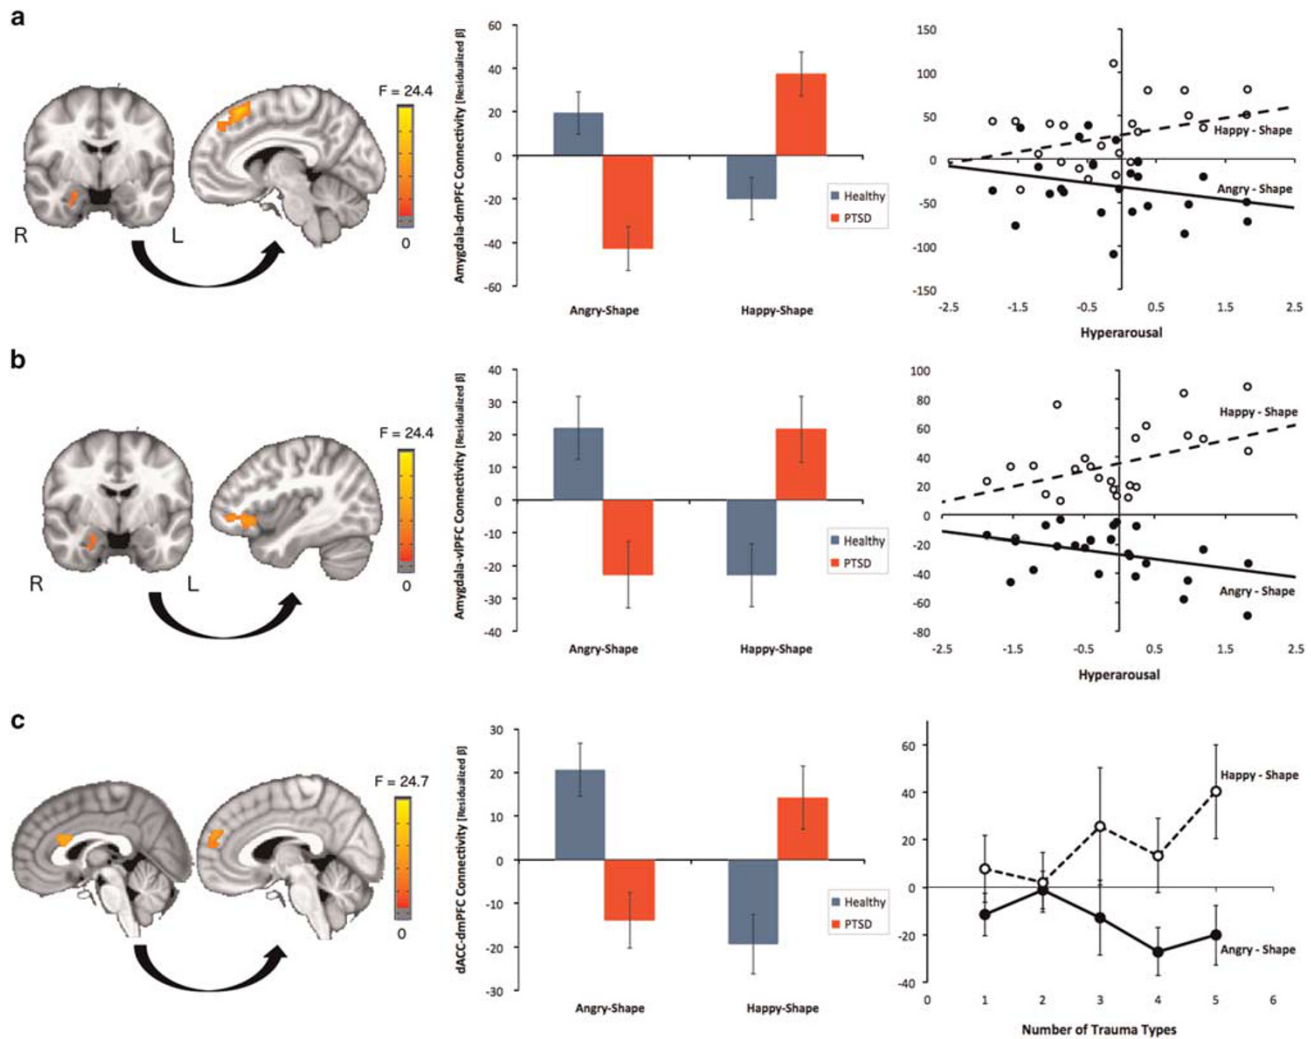 a
F = 24.4
0
R
L
Amygdala-dmPFC Connectivity [Residualized β]
60
40
20
0
-20
-40
-60
Angry-Shape
Happy-Shape
Healthy
PTSD
150
100
50
0
-50
-100
-150
Happy - Shape
Angry - Shape
-2.5 -1.5 -0.5 0.5 1.5 2.5
Hyperarousal
b
F = 24.4
0
R
L
Amygdala-vlPFC Connectivity [Residualized β]
40
30
20
10
0
-10
-20
-30
-40
Angry-Shape
Happy-Shape
Healthy
PTSD
100
80
60
40
20
0
-20
-40
-60
-80
Happy - Shape
Angry - Shape
-2.5 -1.5 -0.5 0.5 1.5 2.5
Hyperarousal
c
F = 24.7
0
dACC-dmPFC Connectivity [Residualized β]
30
20
10
0
-10
-20
-30
Angry-Shape
Happy-Shape
Healthy
PTSD
60
40
20
0
-20
-40
Happy - Shape
Angry - Shape
0 1 2 3 4 5 6
Number of Trauma Types